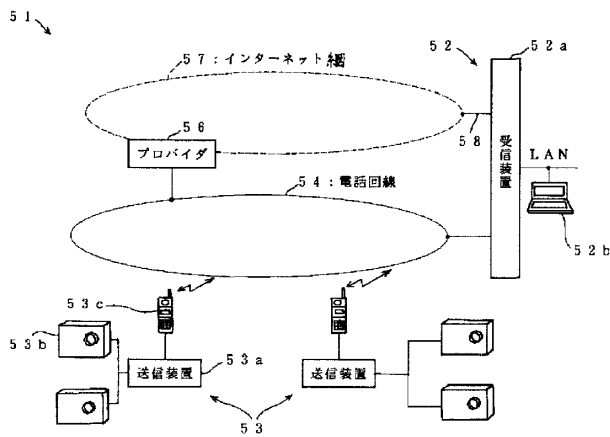 51
57:インターネット網
52
52a
56
プロバイダ
58
受信装置
LAN
54:電話回線
52b
53c
53b
53a
送信装置
送信装置
53